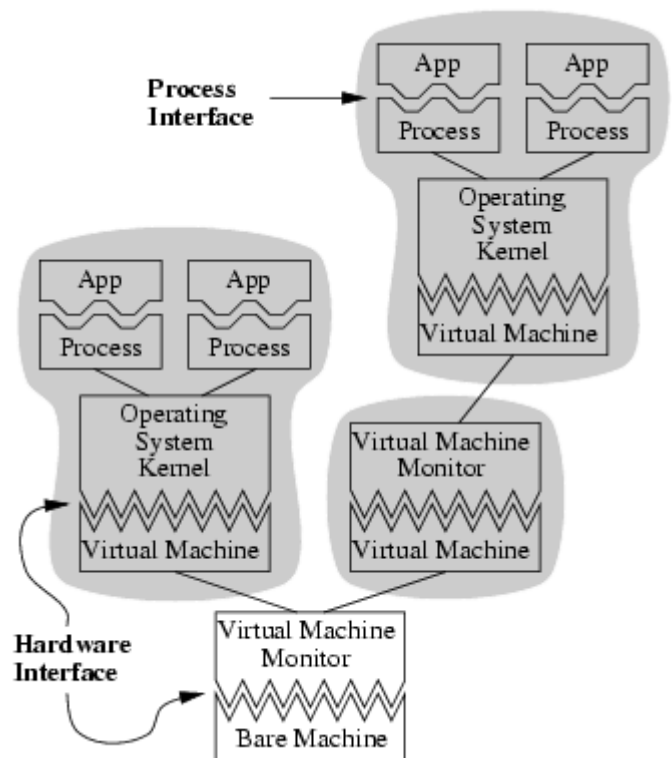 App
App
Process
Interface
Process
Process
Operating
System
Kernel
Virtual Machine
App
App
Process
Process
Operating
System
Kernel
Virtual Machine
Virtual Machine
Monitor
Virtual Machine
Hardware
Interface
Virtual Machine
Monitor
Bare Machine